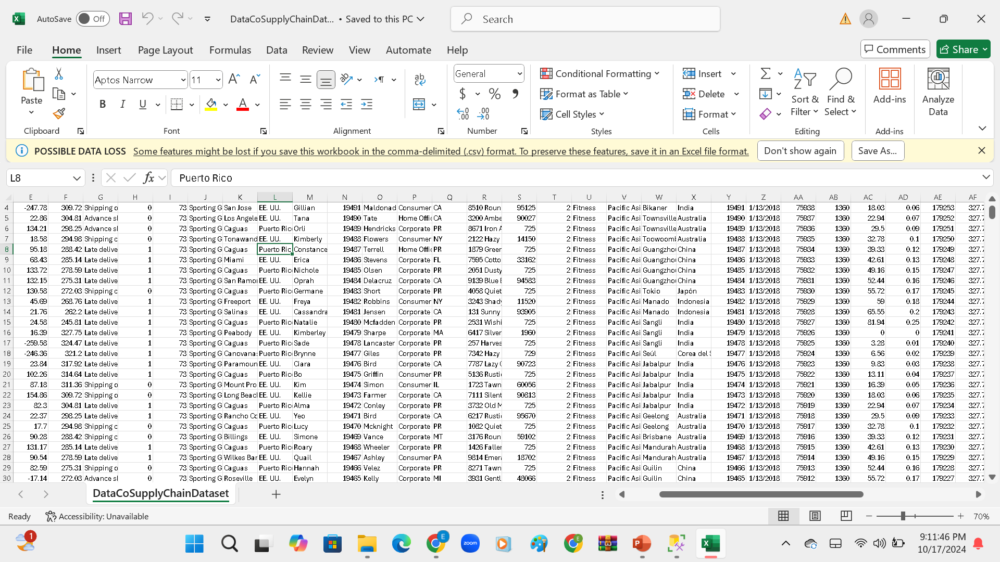 AutoSave Off DataCoSupplyChainDat... • Saved to this PC Search
File Home Insert Page Layout Formulas Data Review View Automate Help Comments Share
Paste Aptos Narrow 11 General Conditional Formatting Format as Table Cell Styles Insert Delete Format Sort & Filter Find & Select Add-ins Analyze Data
Clipboard Font Alignment Number Styles Cells Editing Add-ins
POSSIBLE DATA LOSS Some features might be lost if you save this workbook in the comma-delimited (.csv) format. To preserve these features, save it in an Excel file format. Don't show again Save As...
L8 fx Puerto Rico
E F G H I J K L M N O P Q R S T U V W X Y Z AA AB AC AD AE AF
4 -247.78 309.72 Shipping o 0 73 Sporting G San Jose EE. UU. Gillian 19491 Maldonad Consumer CA 8510 Roun 95125 2 Fitness Pacific Asi Bikaner India 19491 1/13/2018 75938 1360 18.03 0.06 179253 327.7
5 22.86 304.81 Advance sl 0 73 Sporting G Los Angele EE. UU. Tana 19490 Tate Home Offi CA 3200 Ambe 90027 2 Fitness Pacific Asi Townsville Australia 19490 1/13/2018 75937 1360 22.94 0.07 179252 327.7
6 134.21 298.25 Advance sl 0 73 Sporting G Caguas Puerto Ric Orli 19489 Hendricks Corporate PR 8671 Iron A 725 2 Fitness Pacific Asi Townsville Australia 19489 1/13/2018 75936 1360 29.5 0.09 179251 327.7
7 18.58 294.98 Shipping c 0 73 Sporting G Tonawand EE. UU. Kimberly 19488 Flowers Consumer NY 2122 Hazy 14150 2 Fitness Pacific Asi Toowooml Australia 19488 1/13/2018 75935 1360 32.78 0.1 179250 327.7
8 95.18 288.42 Late delive 1 73 Sporting G Caguas Puerto Ric Constance 19487 Terrell Home Offi PR 1879 Greer 725 2 Fitness Pacific Asi Guangzho China 19487 1/13/2018 75934 1360 39.33 0.12 179249 327.7
9 68.43 285.14 Late delive 1 73 Sporting G Miami EE. UU. Erica 19486 Stevens Corporate FL 7595 Cotto 33162 2 Fitness Pacific Asi Guangzho China 19486 1/13/2018 75933 1360 42.61 0.13 179248 327.7
10 133.72 278.59 Late delive 1 73 Sporting G Caguas Puerto Ric Nichole 19485 Olsen Corporate PR 2051 Dusty 725 2 Fitness Pacific Asi Guangzho China 19485 1/13/2018 75932 1360 49.16 0.15 179247 327.7
11 132.15 275.31 Late delive 1 73 Sporting G San Ramo EE. UU. Oprah 19484 Delacruz Corporate CA 9139 Blue 94583 2 Fitness Pacific Asi Guangzho China 19484 1/13/2018 75931 1360 52.44 0.16 179246 327.7
12 130.58 272.03 Shipping c 0 73 Sporting G Caguas Puerto Ric Germane 19483 Short Corporate PR 4058 Quiet 725 2 Fitness Pacific Asi Tokio Japón 19483 1/13/2018 75930 1360 55.72 0.17 179245 327.7
13 45.69 268.76 Late delive 1 73 Sporting G Freeport EE. UU. Freya 19482 Robbins Consumer NY 3243 Shady 11520 2 Fitness Pacific Asi Manado Indonesia 19482 1/13/2018 75929 1360 59 0.18 179244 327.7
14 21.76 262.2 Late delive 1 73 Sporting G Salinas EE. UU. Cassandra 19481 Jensen Corporate CA 131 Sunny 93905 2 Fitness Pacific Asi Manado Indonesia 19481 1/13/2018 75928 1360 65.55 0.2 179243 327.7
15 24.58 245.81 Late delive 1 73 Sporting G Caguas Puerto Ric Natalie 19480 Mcfadden Corporate PR 2531 Wishi 725 2 Fitness Pacific Asi Sangli India 19480 1/13/2018 75927 1360 81.94 0.25 179242 327.7
16 16.39 327.75 Late delive 1 73 Sporting G Peabody EE. UU. Kimberley 19479 Sharpe Corporate MA 6417 Silver 1960 2 Fitness Pacific Asi Sangli India 19479 1/13/2018 75926 1360 0 0 179241 327.7
17 -259.58 324.47 Late delive 1 73 Sporting G Caguas Puerto Ric Sade 19478 Lancaster Corporate PR 257 Harves 725 2 Fitness Pacific Asi Sangli India 19478 1/13/2018 75925 1360 3.28 0.01 179240 327.7
18 -246.36 321.2 Late delive 1 73 Sporting G Canovana Puerto Ric Brynne 19477 Giles Corporate PR 7342 Hazy 729 2 Fitness Pacific Asi Seúl Corea del S 19477 1/13/2018 75924 1360 6.56 0.02 179239 327.7
19 23.84 317.92 Late delive 1 73 Sporting G Paramoun EE. UU. Ciara 19476 Bird Corporate CA 7787 Lazy 90723 2 Fitness Pacific Asi Jabalpur India 19476 1/13/2018 75923 1360 9.83 0.03 179238 327.7
20 102.26 314.64 Late delive 1 73 Sporting G Caguas Puerto Ric Bo 19475 Griffin Consumer PR 5136 Rusti 725 2 Fitness Pacific Asi Jabalpur India 19475 1/13/2018 75922 1360 13.11 0.04 179237 327.7
21 87.18 311.36 Shipping o 0 73 Sporting G Mount Pro EE. UU. Kim 19474 Simon Consumer IL 1723 Tawn 60056 2 Fitness Pacific Asi Jabalpur India 19474 1/13/2018 75921 1360 16.39 0.05 179236 327.7
22 154.86 309.72 Shipping o 0 73 Sporting G Long Beac EE. UU. Kellie 19473 Farmer Corporate CA 7111 Silent 90813 2 Fitness Pacific Asi Jabalpur India 19473 1/13/2018 75920 1360 18.03 0.06 179235 327.7
23 82.3 304.81 Late delive 1 73 Sporting G Caguas Puerto Ric Alma 19472 Conley Corporate PR 3732 Old M 725 2 Fitness Pacific Asi Jabalpur India 19472 1/13/2018 75919 1360 22.94 0.07 179234 327.7
24 22.37 298.25 Late delive 1 73 Sporting G Rancho Co EE. UU. Yeo 19471 Bird Corporate CA 6217 Rusti 95670 2 Fitness Pacific Asi Geelong Australia 19471 1/13/2018 75918 1360 29.5 0.09 179233 327.7
25 17.7 294.98 Shipping c 0 73 Sporting G Caguas Puerto Ric Lucy 19470 Mcknight Corporate PR 1082 Quiet 725 2 Fitness Pacific Asi Geelong Australia 19470 1/13/2018 75917 1360 32.78 0.1 179232 327.7
26 90.28 288.42 Late delive 1 73 Sporting G Billings EE. UU. Simone 19469 Vance Corporate MT 3176 Roun 59102 2 Fitness Pacific Asi Brisbane Australia 19469 1/13/2018 75916 1360 39.33 0.12 179231 327.7
27 131.17 285.14 Late delive 1 73 Sporting G Caguas Puerto Ric Roary 19468 Wheeler Corporate PR 1426 Faller 725 2 Fitness Pacific Asi Mandurah Australia 19468 1/13/2018 75915 1360 42.61 0.13 179230 327.7
28 90.54 278.59 Late delive 1 73 Sporting G Wilkes Bar EE. UU. Quail 19467 Ashley Consumer PA 9814 Emer 18702 2 Fitness Pacific Asi Mandurah Australia 19467 1/13/2018 75914 1360 49.16 0.15 179229 327.7
29 82.59 275.31 Shipping o 0 73 Sporting G Caguas Puerto Ric Hannah 19466 Velez Corporate PR 8271 Tawn 725 2 Fitness Pacific Asi Guilin China 19466 1/13/2018 75913 1360 52.44 0.16 179228 327.7
30 -17.14 272.03 Advance sl 0 73 Sporting G Roseville EE. UU. Evelyn 19465 Kelly Corporate MI 3931 Gentl 48066 2 Fitness Pacific Asi Guilin China 19465 1/13/2018 75912 1360 55.72 0.17 179227 327.7
DataCoSupplyChainDataset
Ready Accessibility: Unavailable 70%
1 E zoom E P 9:11:46 PM
10/17/2024